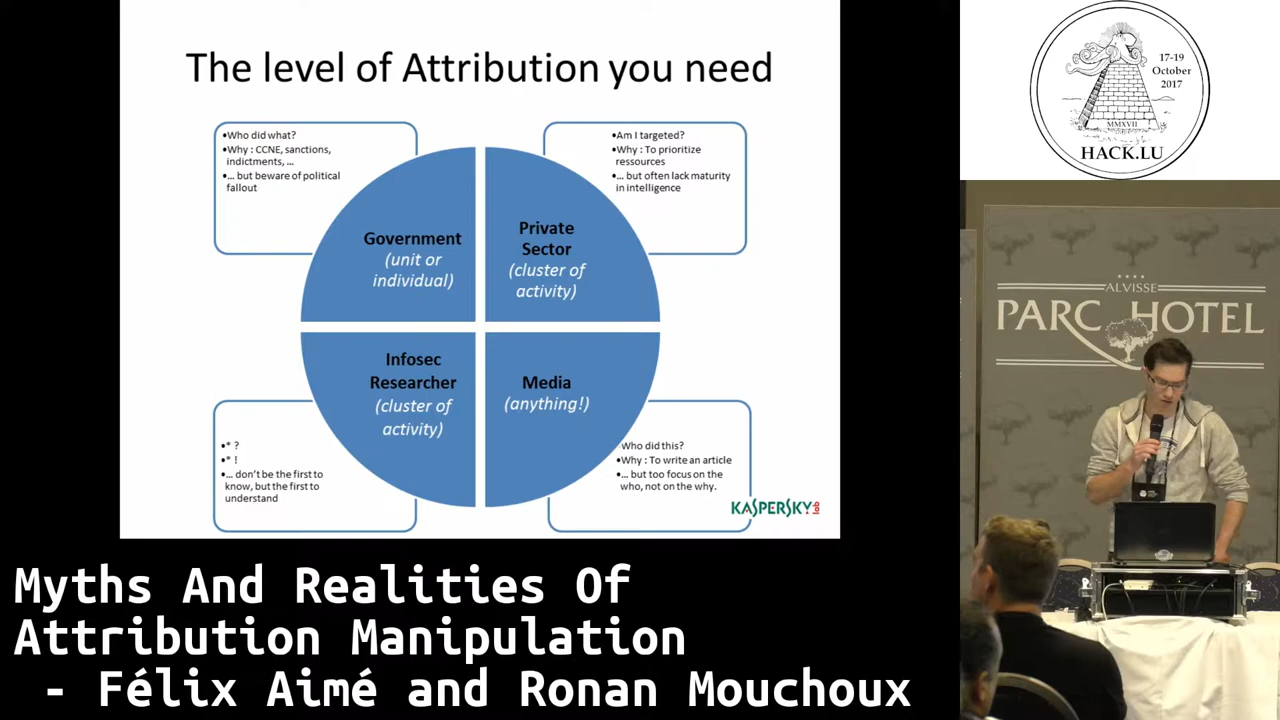 The level of Attribution you need
•Who did what?
•Why : CCNE, sanctions,
indictments, …
•… but beware of political
fallout
•Am I targeted?
•Why : To prioritize
ressources
•… but often lack maturity
in intelligence
Government
(unit or
individual)
Private
Sector
(cluster of
activity)
Infosec
Researcher
(cluster of
activity)
Media
(anything!)
•* ?
•* !
•… don't be the first to
know, but the first to
understand
Who did this?
•Why : To write an article
•… but too focus on the
who, not on the why.
KASPERSKY lab
17-19
October
2017
MMXVII
HACK.LU
ALVISSE
PARC HOTEL
Myths And Realities Of
Attribution Manipulation
- Félix Aimé and Ronan Mouchoux